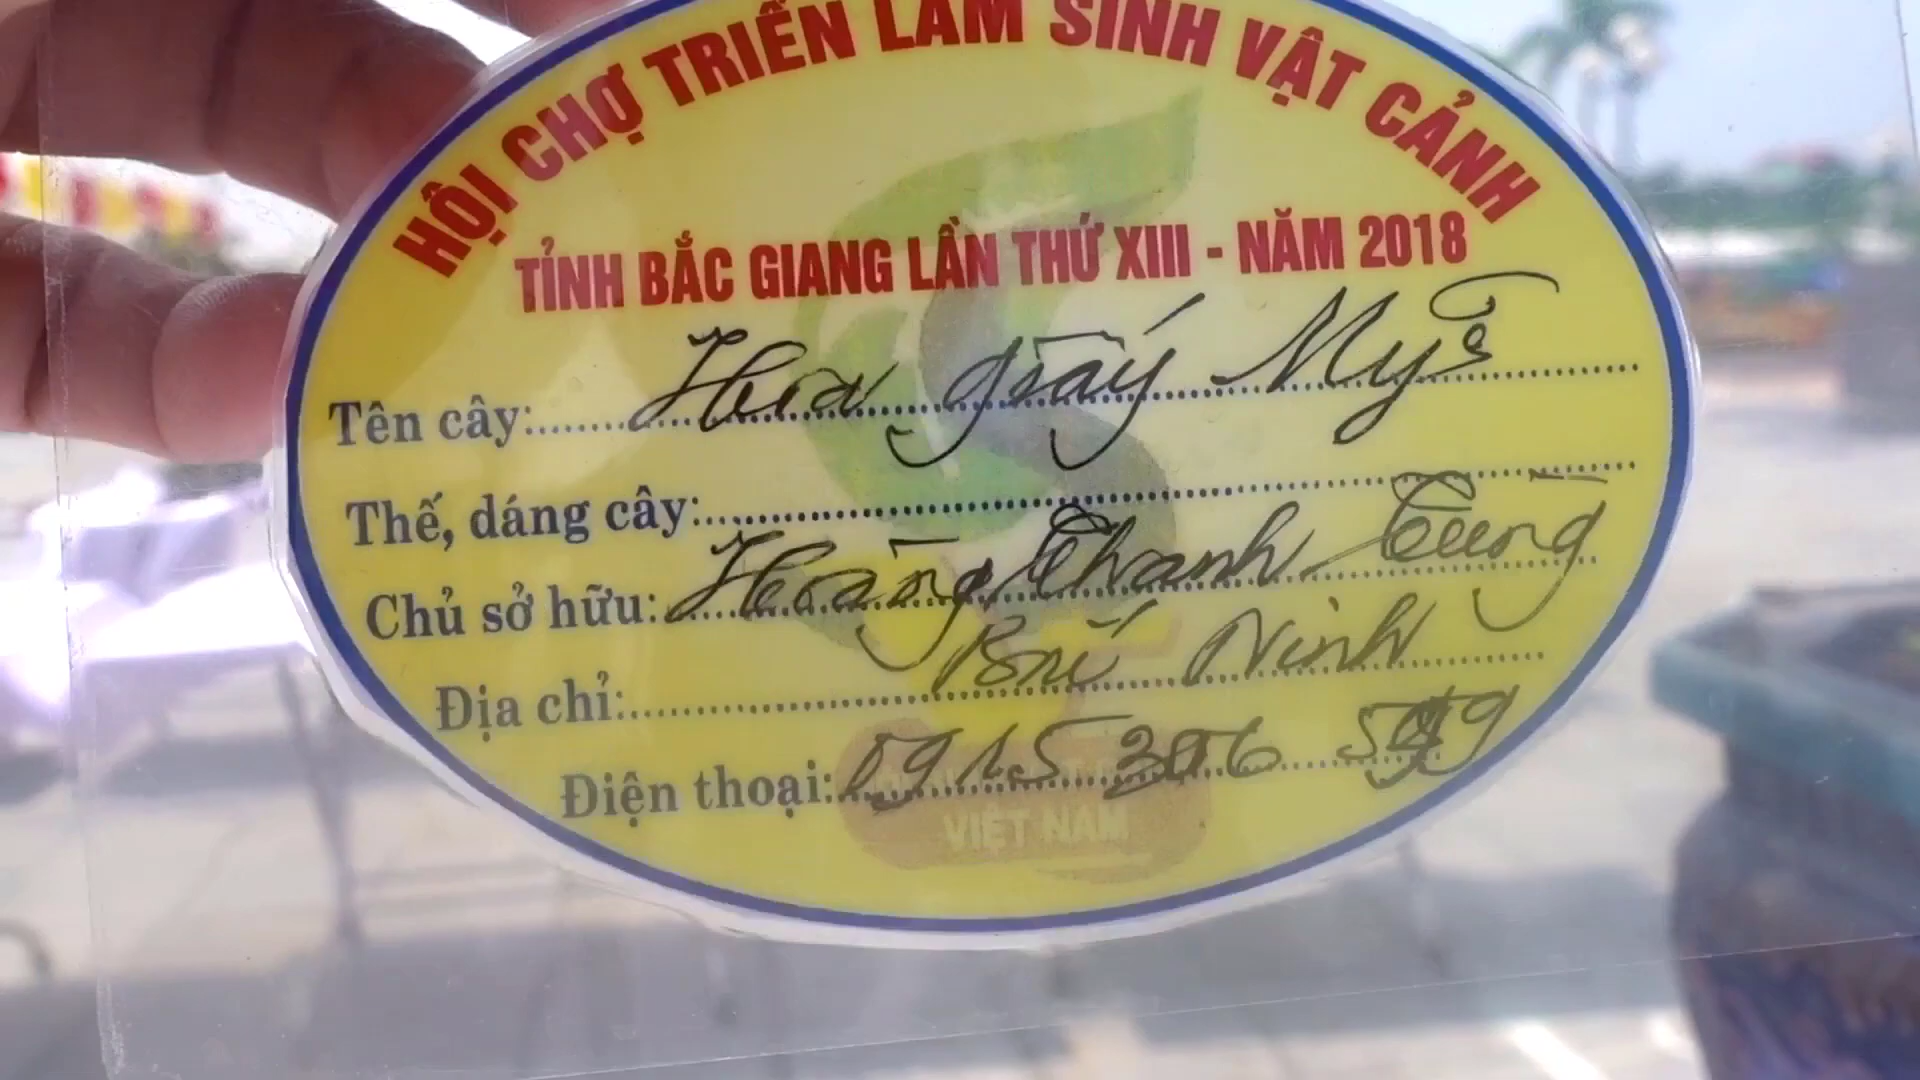 HỘI CHỢ TRIỂN LÃM SINH VẬT CẢNH
TỈNH BẮC GIANG LẦN THỨ XIII - NĂM 2018
Tên cây: Hoa giấy Mỹ
Thế, dáng cây:
Chủ sở hữu: Hoàng Thanh
Địa chỉ: Bắc Ninh
Điện thoại: 0915
VIỆT NAM